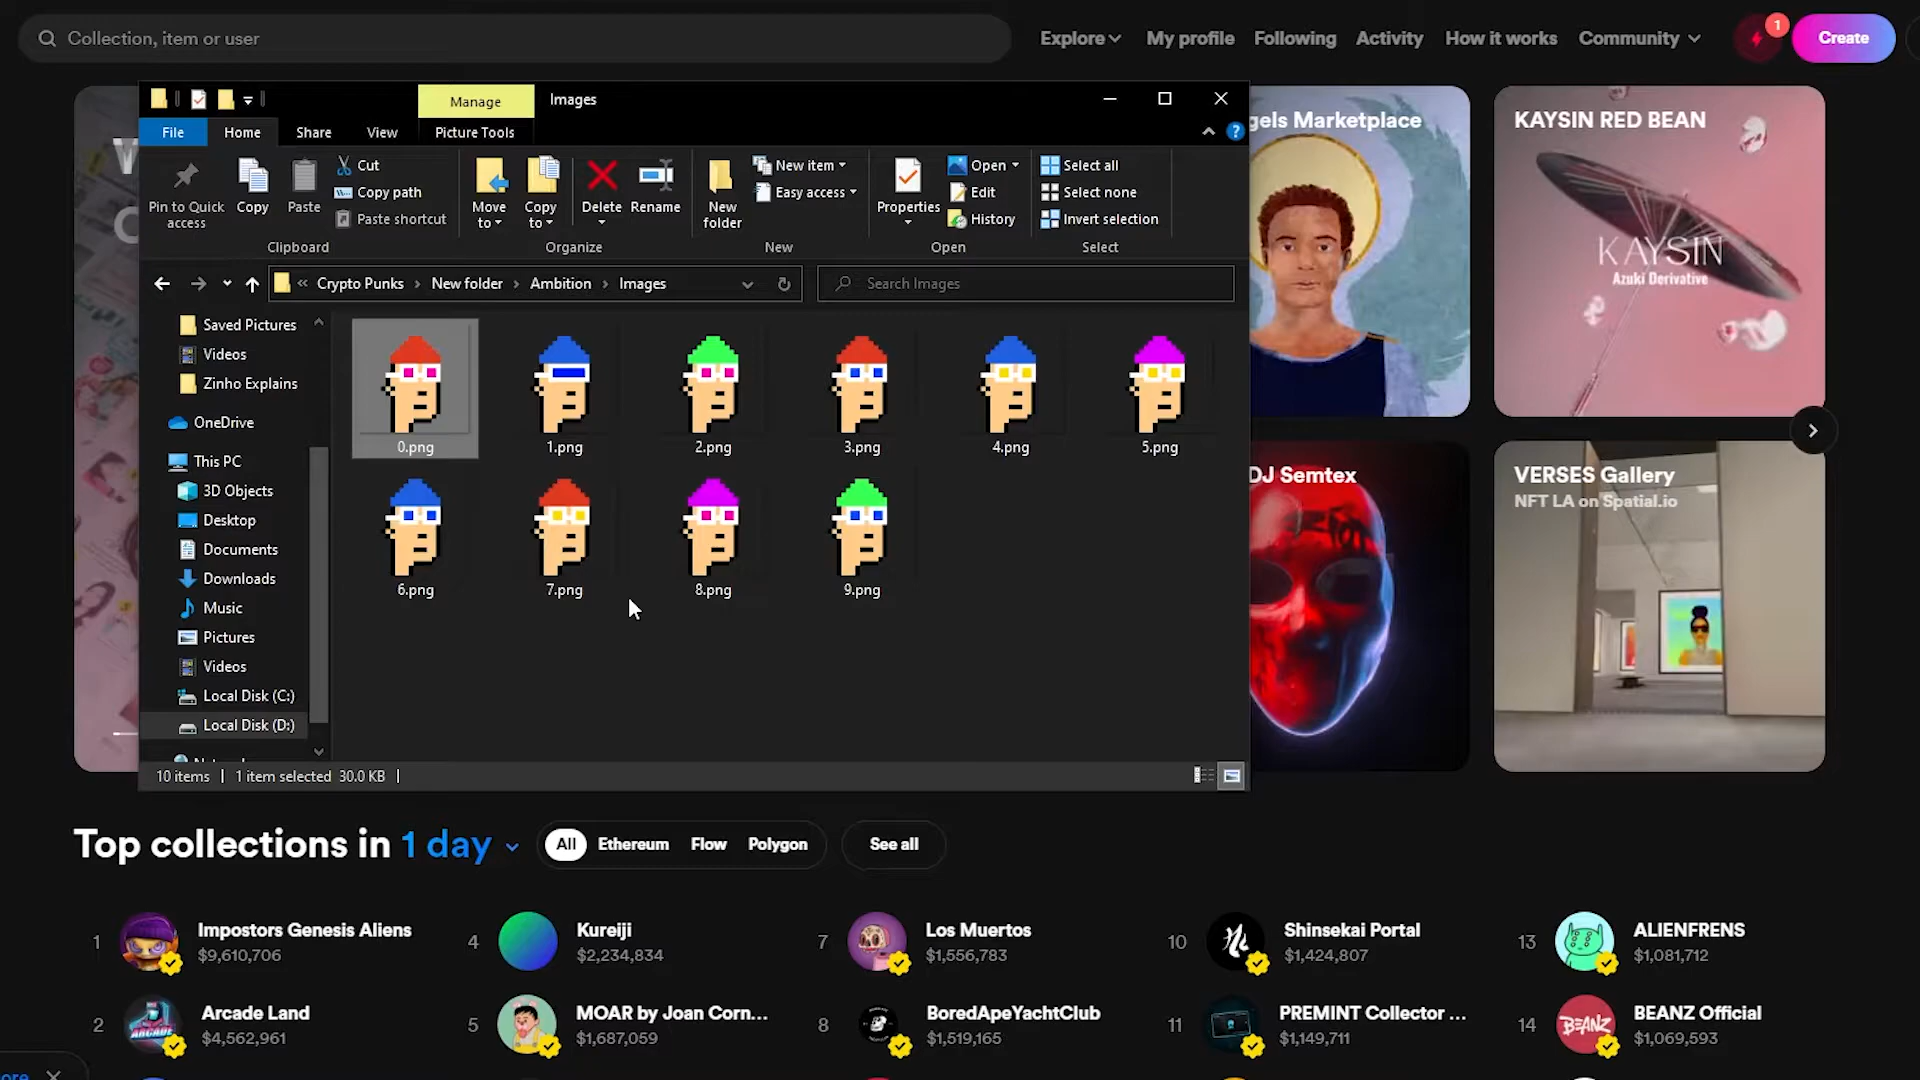 Collection, item or user
Explore
My profile
Following
Activity
How it works
Community
1
Create
Manage
Images
File
Home
Share
View
Picture Tools
Pin to Quick access
Copy
Paste
Cut
Copy path
Paste shortcut
Clipboard
Move to
Copy to
Delete
Rename
Organize
New folder
New item
Easy access
New
Properties
Open
Edit
History
Open
Select all
Select none
Invert selection
Select
« Crypto Punks › New folder › Ambition › Images
Search Images
Saved Pictures
Videos
Zinho Explains
OneDrive
This PC
3D Objects
Desktop
Documents
Downloads
Music
Pictures
Videos
Local Disk (C:)
Local Disk (D:)
0.png
1.png
2.png
3.png
4.png
5.png
6.png
7.png
8.png
9.png
10 items
1 item selected 30.0 KB
gels Marketplace
KAYSIN RED BEAN
KAYSIN
Azuki Derivative
DJ Semtex
VERSES Gallery
NFT LA on Spatial.io
Top collections in 1 day
All
Ethereum
Flow
Polygon
See all
1
Impostors Genesis Aliens
$9,610,706
4
Kureiji
$2,234,834
7
Los Muertos
$1,556,783
10
Shinsekai Portal
$1,424,807
13
ALIENFRENS
$1,081,712
2
ARCADE
Arcade Land
$4,562,961
5
MOAR by Joan Corn...
$1,687,059
8
BoredApeYachtClub
$1,519,165
11
PREMINT Collector ...
$1,149,711
14
BEANZ
BEANZ Official
$1,069,593
ore